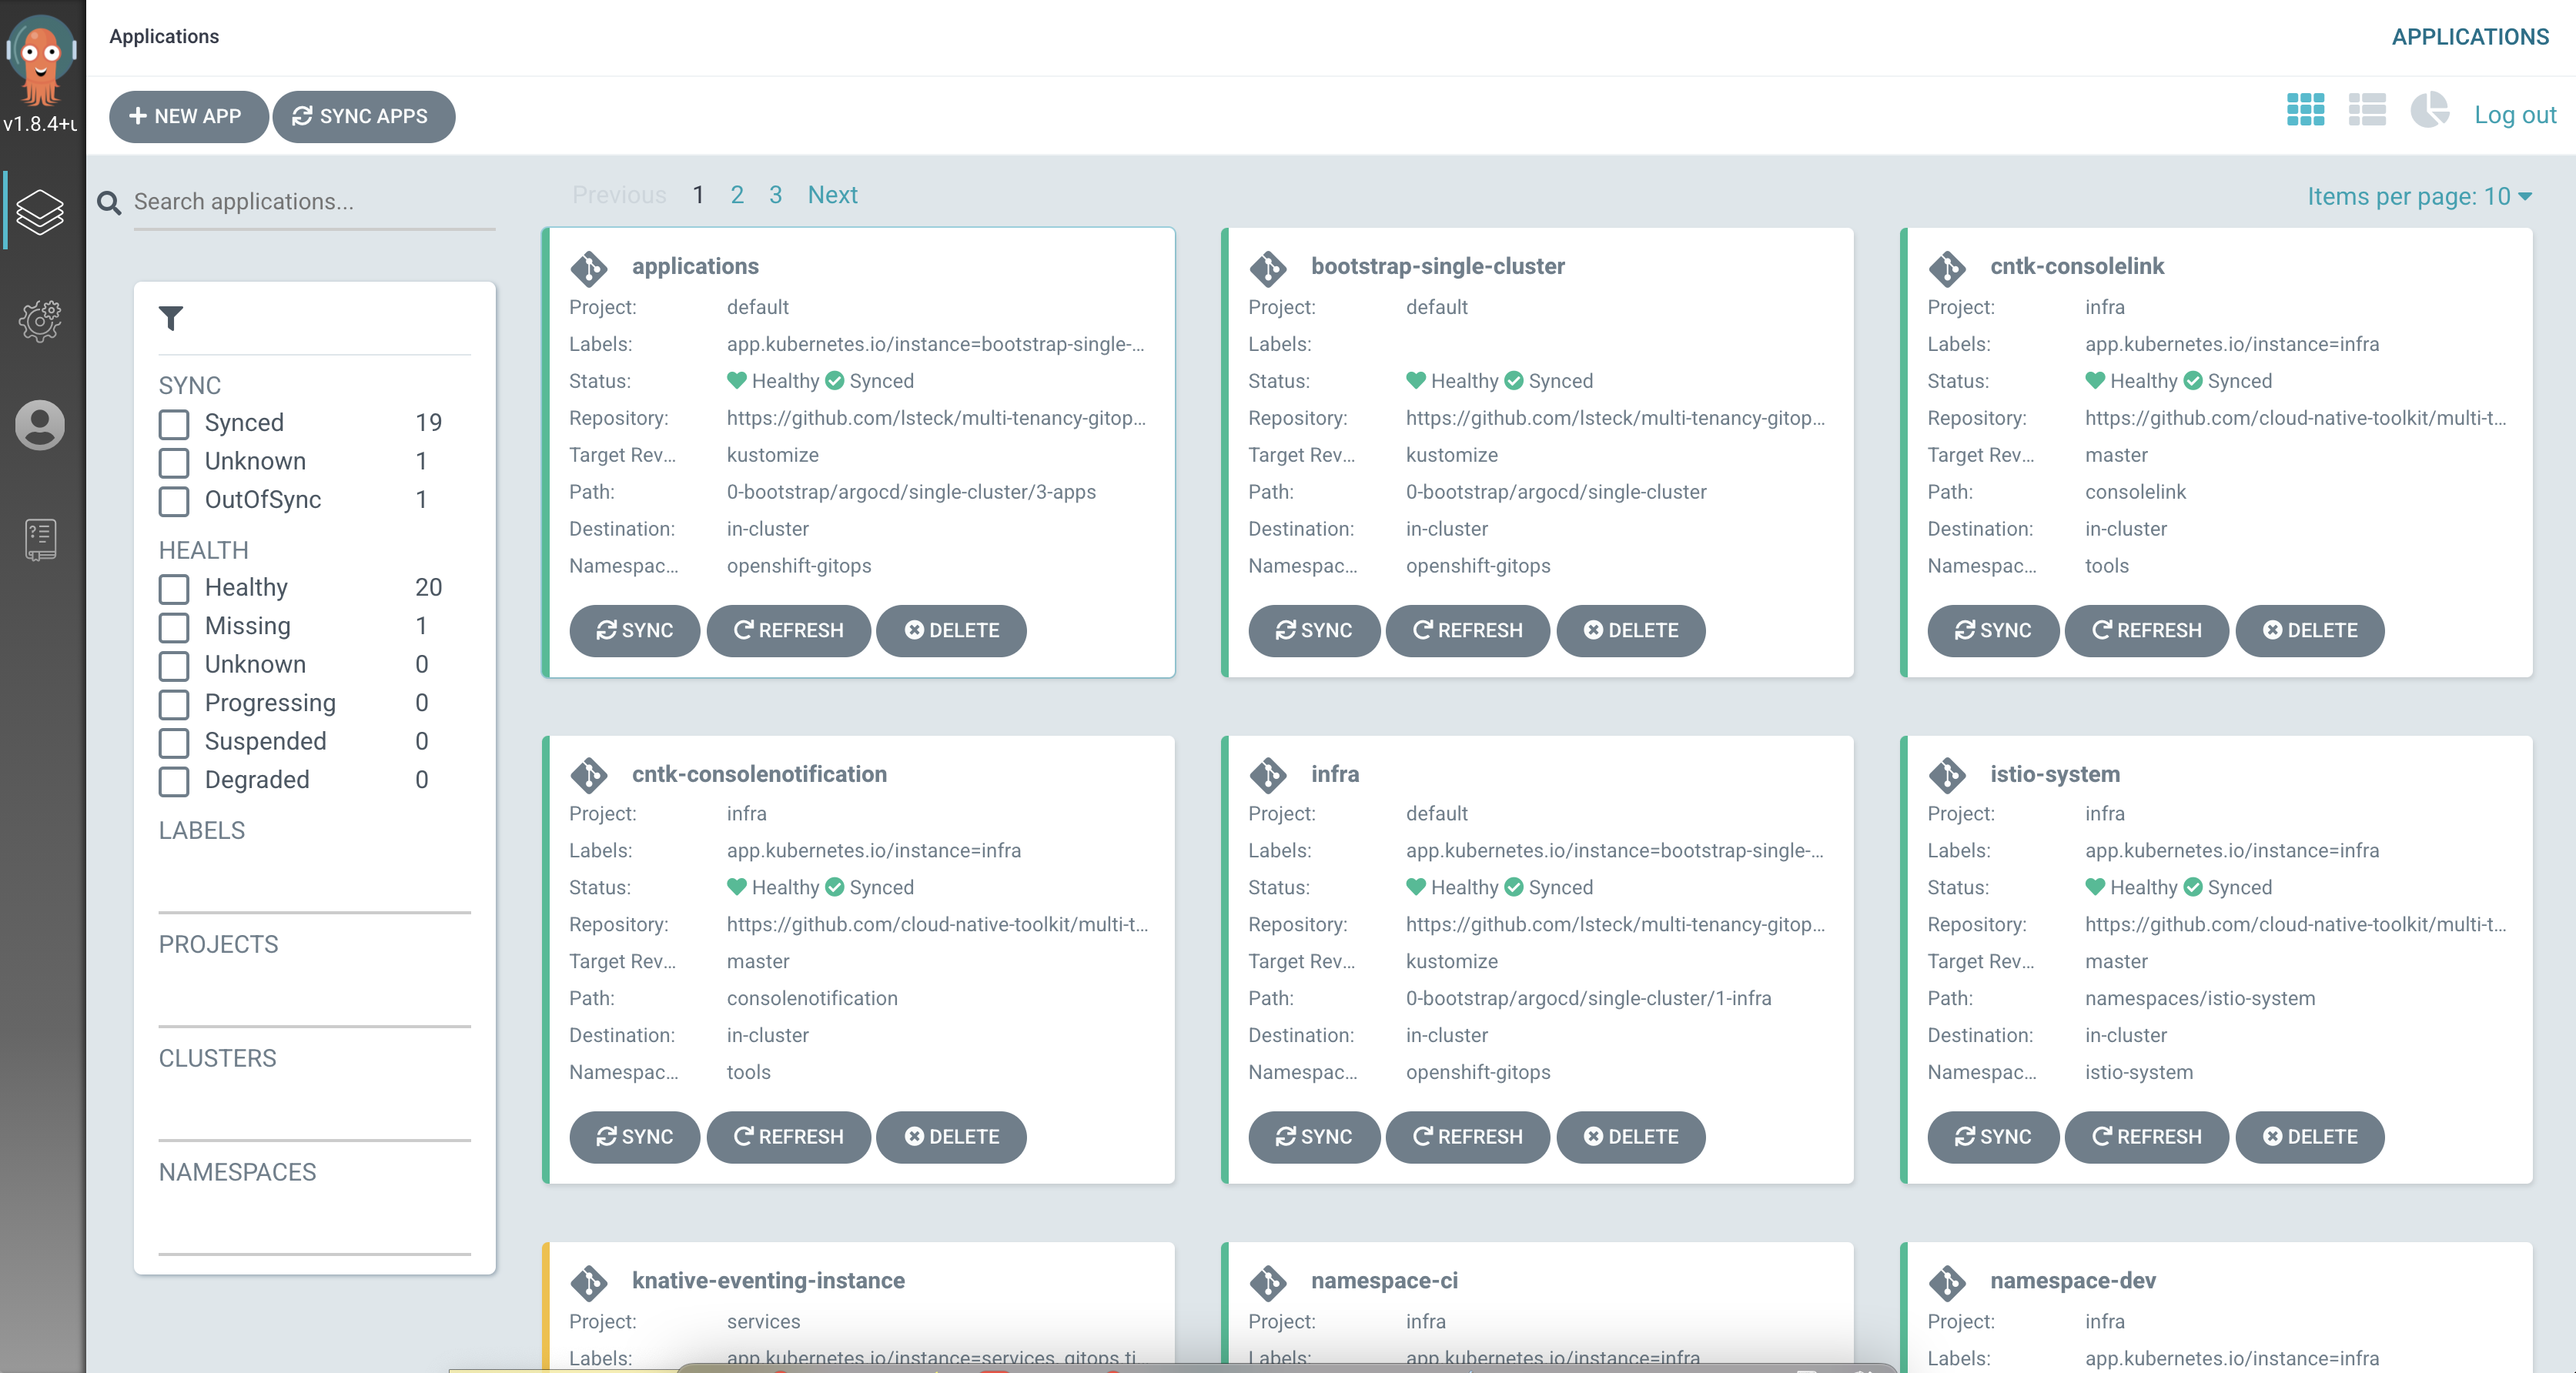 Applications
APPLICATIONS
v1.8.4+u
NEW APP
SYNC APPS
Log out
Search applications...
Previous 1 2 3 Next
Items per page: 10
SYNC
Synced 19
Unknown 1
OutOfSync 1
HEALTH
Healthy 20
Missing 1
Unknown 0
Progressing 0
Suspended 0
Degraded 0
LABELS
PROJECTS
CLUSTERS
NAMESPACES
applications
Project: default
Labels: app.kubernetes.io/instance=bootstrap-single-...
Status: Healthy Synced
Repository: https://github.com/lsteck/multi-tenancy-gitop...
Target Rev... kustomize
Path: 0-bootstrap/argocd/single-cluster/3-apps
Destination: in-cluster
Namespac... openshift-gitops
SYNC REFRESH DELETE
bootstrap-single-cluster
Project: default
Labels:
Status: Healthy Synced
Repository: https://github.com/lsteck/multi-tenancy-gitop...
Target Rev... kustomize
Path: 0-bootstrap/argocd/single-cluster
Destination: in-cluster
Namespac... openshift-gitops
SYNC REFRESH DELETE
cntk-consolelink
Project: infra
Labels: app.kubernetes.io/instance=infra
Status: Healthy Synced
Repository: https://github.com/cloud-native-toolkit/multi-t...
Target Rev... master
Path: consolelink
Destination: in-cluster
Namespac... tools
SYNC REFRESH DELETE
cntk-consolenotification
Project: infra
Labels: app.kubernetes.io/instance=infra
Status: Healthy Synced
Repository: https://github.com/cloud-native-toolkit/multi-t...
Target Rev... master
Path: consolenotification
Destination: in-cluster
Namespac... tools
SYNC REFRESH DELETE
infra
Project: default
Labels: app.kubernetes.io/instance=bootstrap-single-...
Status: Healthy Synced
Repository: https://github.com/lsteck/multi-tenancy-gitop...
Target Rev... kustomize
Path: 0-bootstrap/argocd/single-cluster/1-infra
Destination: in-cluster
Namespac... openshift-gitops
SYNC REFRESH DELETE
istio-system
Project: infra
Labels: app.kubernetes.io/instance=infra
Status: Healthy Synced
Repository: https://github.com/cloud-native-toolkit/multi-t...
Target Rev... master
Path: namespaces/istio-system
Destination: in-cluster
Namespac... istio-system
SYNC REFRESH DELETE
knative-eventing-instance
Project: services
Labels: app.kubernetes.io/instance=services, gitops.ti...
namespace-ci
Project: infra
Labels: app.kubernetes.io/instance=infra
namespace-dev
Project: infra
Labels: app.kubernetes.io/instance=infra